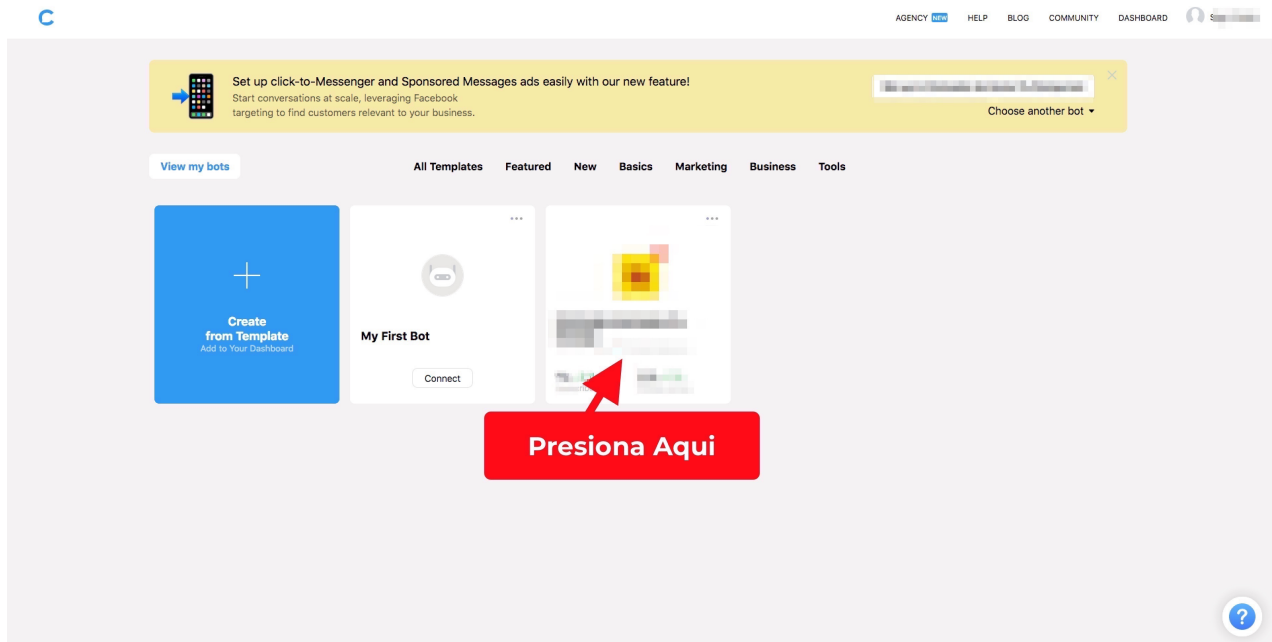 AGENCY NEW HELP BLOG COMMUNITY DASHBOARD
Set up click-to-Messenger and Sponsored Messages ads easily with our new feature!
Start conversations at scale, leveraging Facebook
targeting to find customers relevant to your business.
Choose another bot
View my bots
All Templates Featured New Basics Marketing Business Tools
Create
from Template
Add to Your Dashboard
My First Bot
Connect
Presiona Aqui
?